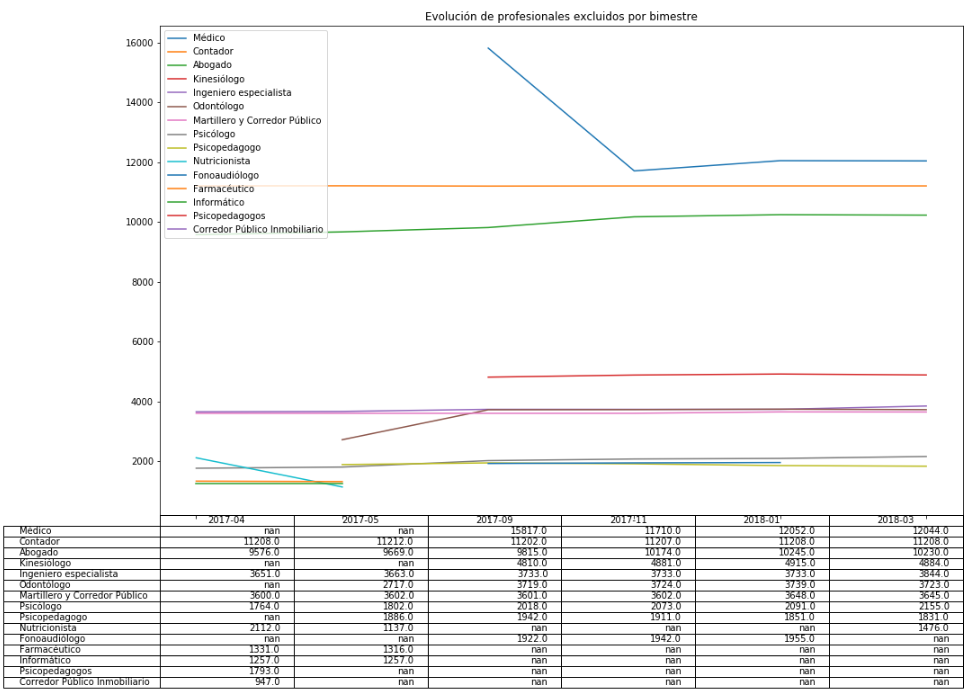 Evolución de profesionales excluidos por bimestre
16000
14000
12000
10000
8000
6000
4000
2000
Médico
Contador
Abogado
Kinesiólogo
Ingeniero especialista
Odontólogo
Martillero y Corredor Público
Psicólogo
Psicopedagogo
Nutricionista
Fonoaudiólogo
Farmacéutico
Informático
Psicopedagogos
Corredor Público Inmobiliario
2017-04 2017-05 2017-09 2017-11 2018-01 2018-03
Médico nan nan 15817.0 11710.0 12052.0 12044.0
Contador 11208.0 11212.0 11202.0 11207.0 11208.0 11208.0
Abogado 9576.0 9669.0 9815.0 10174.0 10245.0 10230.0
Kinesiólogo nan nan 4810.0 4881.0 4915.0 4884.0
Ingeniero especialista 3651.0 3663.0 3733.0 3733.0 3733.0 3844.0
Odontólogo nan 2717.0 3719.0 3724.0 3739.0 3723.0
Martillero y Corredor Público 3600.0 3602.0 3601.0 3602.0 3648.0 3645.0
Psicólogo 1764.0 1802.0 2018.0 2073.0 2091.0 2155.0
Psicopedagogo nan 1886.0 1942.0 1911.0 1851.0 1831.0
Nutricionista 2112.0 1137.0 nan nan nan 1476.0
Fonoaudiólogo nan nan 1922.0 1942.0 1955.0 nan
Farmacéutico 1331.0 1316.0 nan nan nan nan
Informático 1257.0 1257.0 nan nan nan nan
Psicopedagogos 1793.0 nan nan nan nan nan
Corredor Público Inmobiliario 947.0 nan nan nan nan nan